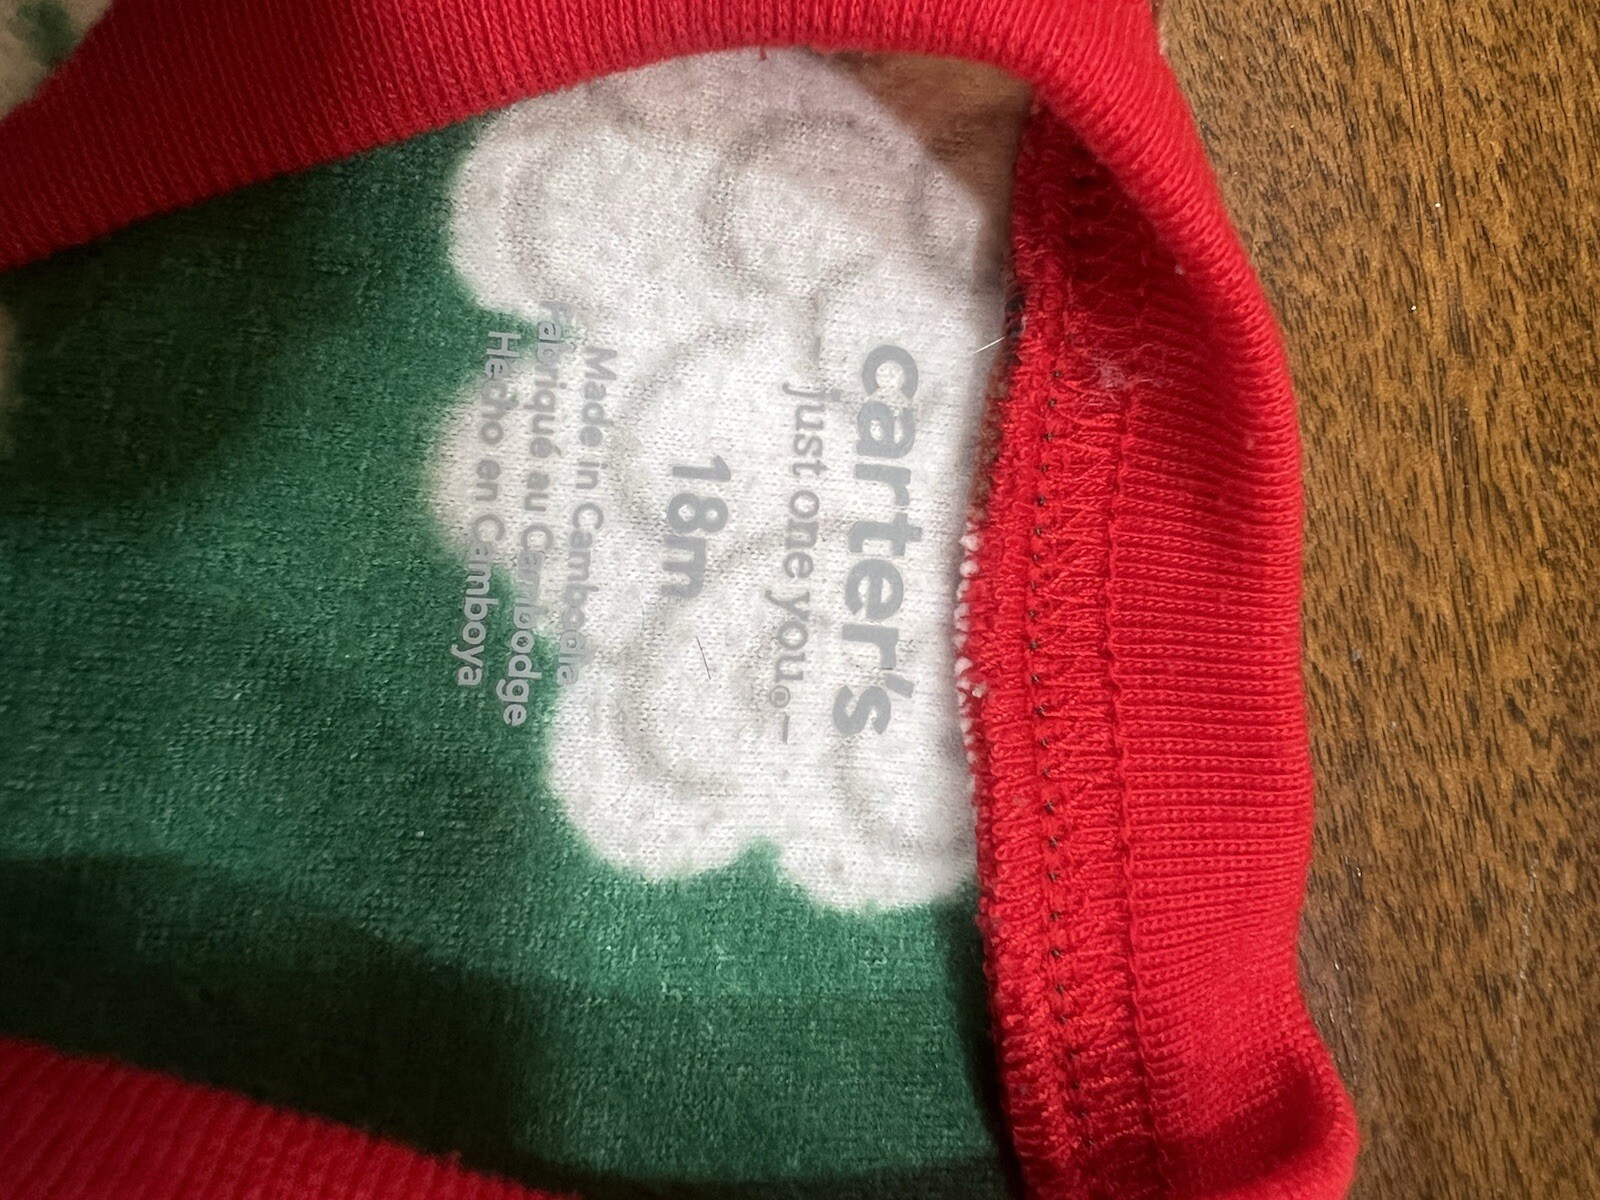 carter's
just one you® –
18m
Made in Cambodia
Fabriqué au Cambodge
Hecho en Camboya